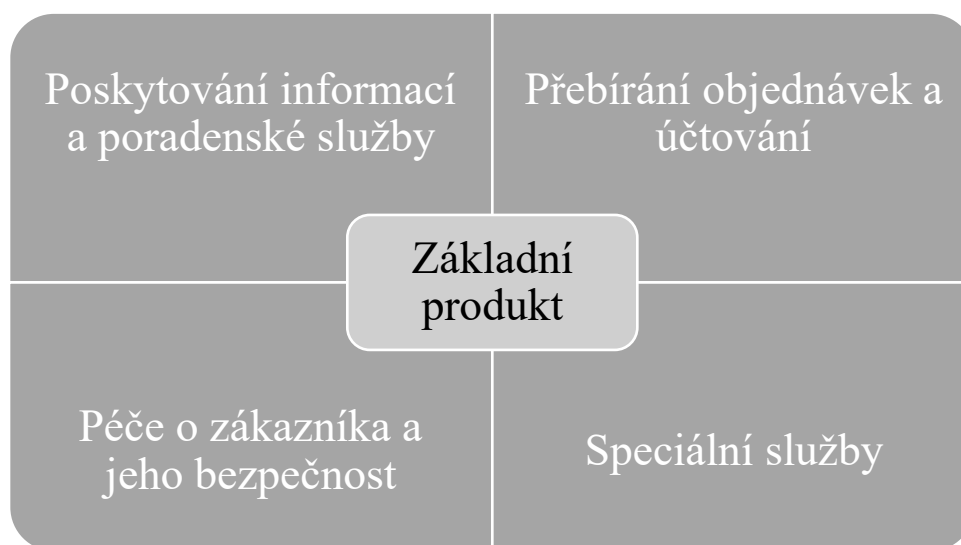 Poskytování informací
a poradenské služby
Přebírání objednávek a
účtování
Základní
produkt
Péče o zákazníka a
jeho bezpečnost
Speciální služby